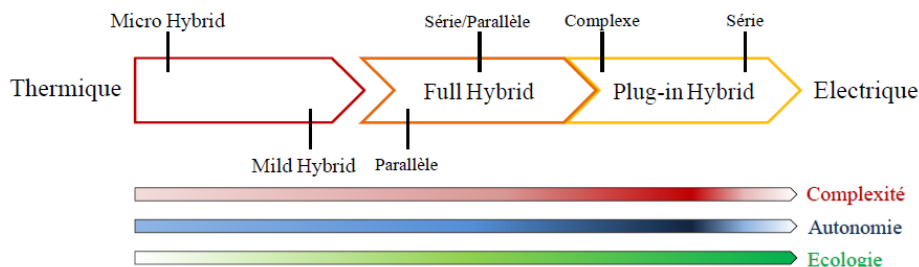 Micro Hybrid
Série/Parallèle
Complexe
Série
Thermique
Full Hybrid
Plug-in Hybrid
Electrique
Mild Hybrid
Parallèle
Complexité
Autonomie
Ecologie